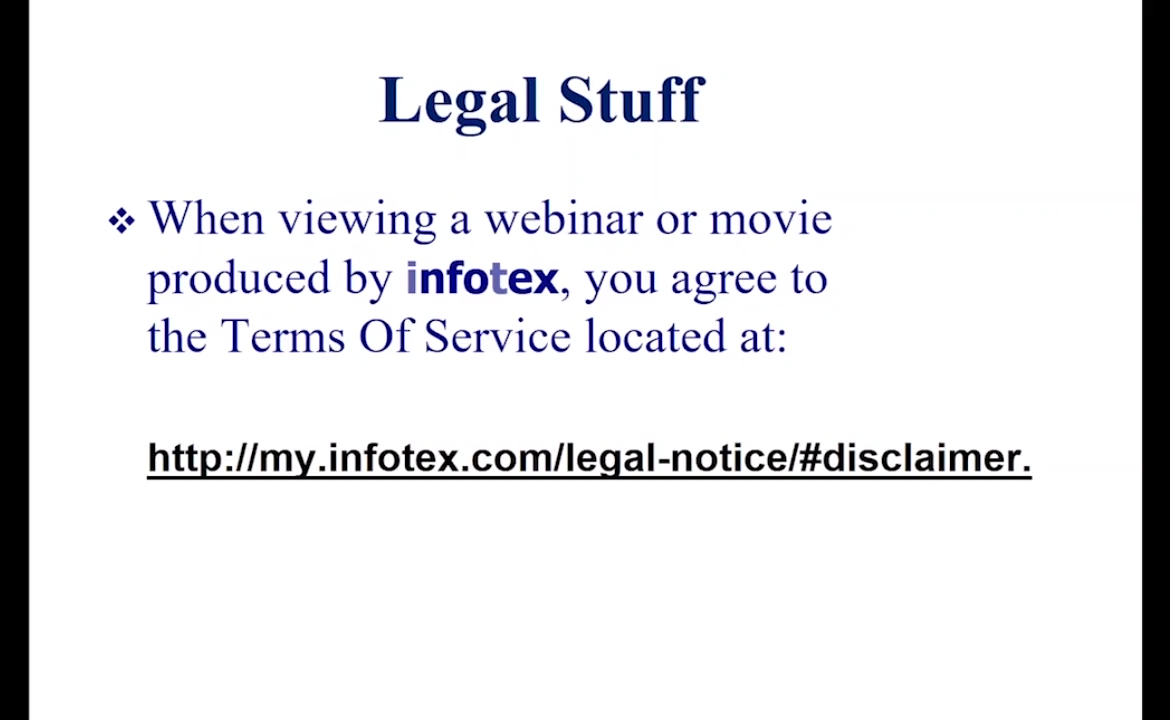 Legal Stuff
❖ When viewing a webinar or movie
produced by infotex, you agree to
the Terms Of Service located at:
http://my.infotex.com/legal-notice/#disclaimer.